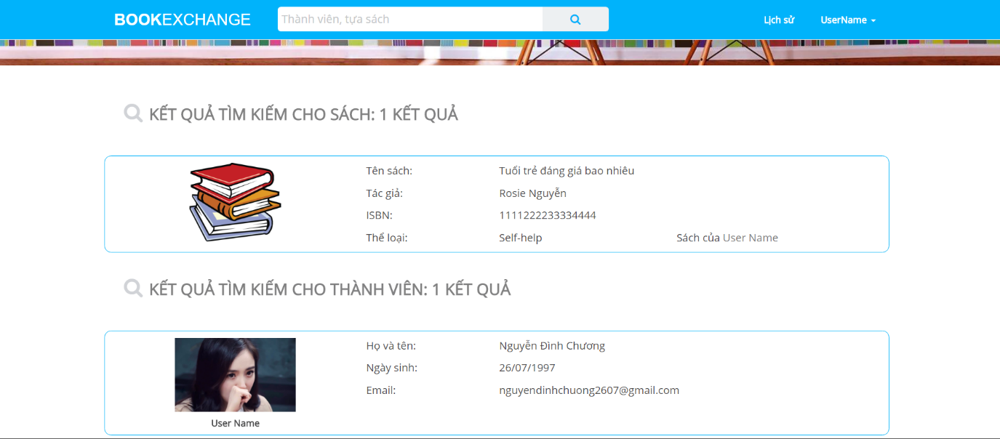 BOOKEXCHANGE
Thành viên, tựa sách
Lịch sử
UserName
KẾT QUẢ TÌM KIẾM CHO SÁCH: 1 KẾT QUẢ
Tên sách: Tuổi trẻ đáng giá bao nhiêu
Tác giả: Rosie Nguyễn
ISBN: 1111222233334444
Thể loại: Self-help Sách của User Name
KẾT QUẢ TÌM KIẾM CHO THÀNH VIÊN: 1 KẾT QUẢ
Họ và tên: Nguyễn Đình Chương
Ngày sinh: 26/07/1997
Email: nguyendinhchuong2607@gmail.com
User Name